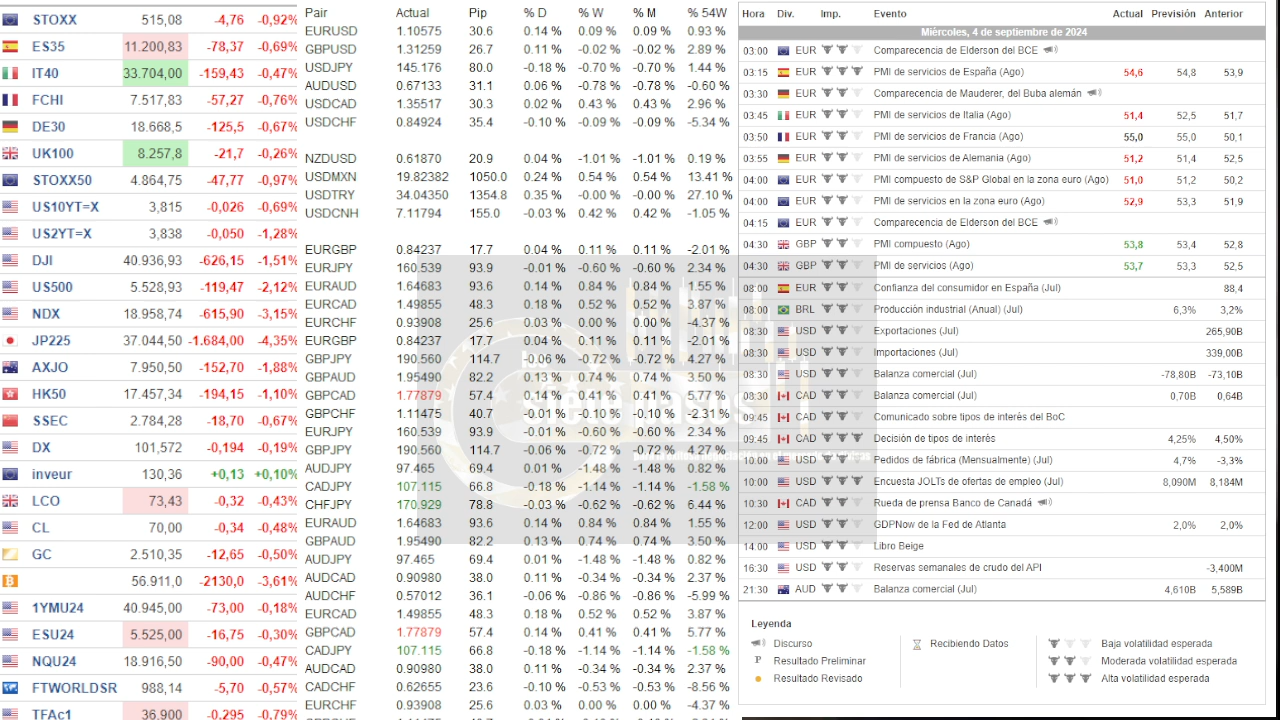 STOXX 515,08 -4,76 -0,92%
ES35 11.200,83 -78,37 -0,69%
IT40 33.704,00 -159,43 -0,47%
FCHI 7.517,83 -57,27 -0,76%
DE30 18.668,5 -125,5 -0,67%
UK100 8.257,8 -21,7 -0,26%
STOXX50 4.864,75 -47,77 -0,97%
US10YT=X 3,815 -0,026 -0,69%
US2YT=X 3,838 -0,050 -1,28%
DJI 40.936,93 -626,15 -1,51%
US500 5.528,93 -119,47 -2,12%
NDX 18.958,74 -615,90 -3,15%
JP225 37.044,50 -1.684,00 -4,35%
AXJO 7.950,50 -152,70 -1,88%
HK50 17.457,34 -194,15 -1,10%
SSEC 2.784,28 -18,70 -0,67%
DX 101,572 -0,194 -0,19%
inveur 130,36 +0,13 +0,10%
LCO 73,43 -0,32 -0,43%
CL 70,00 -0,34 -0,48%
GC 2.510,35 -12,65 -0,50%
56.911,0 -2130,0 -3,61%
1YMU24 40.945,00 -73,00 -0,18%
ESU24 5.525,00 -16,75 -0,30%
NQU24 18.916,50 -90,00 -0,47%
FTWORLDSR 988,14 -5,70 -0,57%
TFAc1 36.900 -0.295 -0.79%
Pair Actual Pip % D % W % M % 54W
EURUSD 1.10575 30.6 0.14 % 0.09 % 0.09 % 0.93 %
GBPUSD 1.31259 26.7 0.11 % -0.02 % -0.02 % 2.89 %
USDJPY 145.176 80.0 -0.18 % -0.70 % -0.70 % 1.44 %
AUDUSD 0.67133 31.1 0.06 % -0.78 % -0.78 % -0.60 %
USDCAD 1.35517 30.3 0.02 % 0.43 % 0.43 % 2.96 %
USDCHF 0.84924 35.4 -0.10 % -0.09 % -0.09 % -5.34 %
NZDUSD 0.61870 20.9 0.04 % -1.01 % -1.01 % 0.19 %
USDMXN 19.82382 1050.0 0.24 % 0.54 % 0.54 % 13.41 %
USDTRY 34.04350 1354.8 0.35 % -0.00 % -0.00 % 27.10 %
USDCNH 7.11794 155.0 -0.03 % 0.42 % 0.42 % -1.05 %
EURGBP 0.84237 17.7 0.04 % 0.11 % 0.11 % -2.01 %
EURJPY 160.539 93.9 -0.01 % -0.60 % -0.60 % 2.34 %
EURAUD 1.64683 93.6 0.14 % 0.84 % 0.84 % 1.55 %
EURCAD 1.49855 48.3 0.18 % 0.52 % 0.52 % 3.87 %
EURCHF 0.93908 25.6 0.03 % 0.00 % 0.00 % -4.37 %
EURGBP 0.84237 17.7 0.04 % 0.11 % 0.11 % -2.01 %
GBPJPY 190.560 114.7 -0.06 % -0.72 % -0.72 % 4.27 %
GBPAUD 1.95490 82.2 0.13 % 0.74 % 0.74 % 3.50 %
GBPCAD 1.77879 57.4 0.14 % 0.41 % 0.41 % 5.77 %
GBPCHF 1.11475 40.7 -0.01 % -0.10 % -0.10 % -2.31 %
EURJPY 160.539 93.9 -0.01 % -0.60 % -0.60 % 2.34 %
GBPJPY 190.560 114.7 -0.06 % -0.72 % -0.72 % 4.27 %
AUDJPY 97.465 69.4 0.01 % -1.48 % -1.48 % 0.82 %
CADJPY 107.115 66.8 -0.18 % -1.14 % -1.14 % -1.58 %
CHFJPY 170.929 78.8 -0.03 % -0.62 % -0.62 % 6.44 %
EURAUD 1.64683 93.6 0.14 % 0.84 % 0.84 % 1.55 %
GBPAUD 1.95490 82.2 0.13 % 0.74 % 0.74 % 3.50 %
AUDJPY 97.465 69.4 0.01 % -1.48 % -1.48 % 0.82 %
AUDCAD 0.90980 38.0 0.11 % -0.34 % -0.34 % 2.37 %
AUDCHF 0.57012 36.1 -0.06 % -0.86 % -0.86 % -5.99 %
EURCAD 1.49855 48.3 0.18 % 0.52 % 0.52 % 3.87 %
GBPCAD 1.77879 57.4 0.14 % 0.41 % 0.41 % 5.77 %
CADJPY 107.115 66.8 -0.18 % -1.14 % -1.14 % -1.58 %
AUDCAD 0.90980 38.0 0.11 % -0.34 % -0.34 % 2.37 %
CADCHF 0.62655 23.6 -0.10 % -0.53 % -0.53 % -8.56 %
EURCHF 0.93908 25.6 0.03 % 0.00 % 0.00 % -4.37 %
los
siete pasos
Hora Div. Imp. Evento Actual Previsión Anterior
Miércoles, 4 de septiembre de 2024
03:00 EUR Comparecencia de Elderson del BCE
03:15 EUR PMI de servicios de España (Ago) 54,6 54,8 53,9
03:30 EUR Comparecencia de Mauderer, del Buba alemán
03:45 EUR PMI de servicios de Italia (Ago) 51,4 52,5 51,7
03:50 EUR PMI de servicios de Francia (Ago) 55,0 55,0 50,1
03:55 EUR PMI de servicios de Alemania (Ago) 51,2 51,4 52,5
04:00 EUR PMI compuesto de S&P Global en la zona euro (Ago) 51,0 51,2 50,2
04:00 EUR PMI de servicios en la zona euro (Ago) 52,9 53,3 51,9
04:15 EUR Comparecencia de Elderson del BCE
04:30 GBP PMI compuesto (Ago) 53,8 53,4 52,8
04:30 GBP PMI de servicios (Ago) 53,7 53,3 52,5
08:00 EUR Confianza del consumidor en España (Jul) 88,4
08:00 BRL Producción industrial (Anual) (Jul) 6,3% 3,2%
08:30 USD Exportaciones (Jul) 265,90B
08:30 USD Importaciones (Jul) 339,00B
08:30 USD Balanza comercial (Jul) -78,80B -73,10B
08:30 CAD Balanza comercial (Jul) 0,70B 0,64B
09:45 CAD Comunicado sobre tipos de interés del BoC
09:45 CAD Decisión de tipos de interés 4,25% 4,50%
10:00 USD Pedidos de fábrica (Mensualmente) (Jul) 4,7% -3,3%
10:00 USD Encuesta JOLTs de ofertas de empleo (Jul) 8,090M 8,184M
10:30 CAD Rueda de prensa Banco de Canadá
12:00 USD GDPNow de la Fed de Atlanta 2,0% 2,0%
14:00 USD Libro Beige
16:30 USD Reservas semanales de crudo del API -3,400M
21:30 AUD Balanza comercial (Jul) 4,610B 5,589B
Leyenda
Discurso Recibiendo Datos Baja volatilidad esperada
P Resultado Preliminar Moderada volatilidad esperada
Resultado Revisado Alta volatilidad esperada